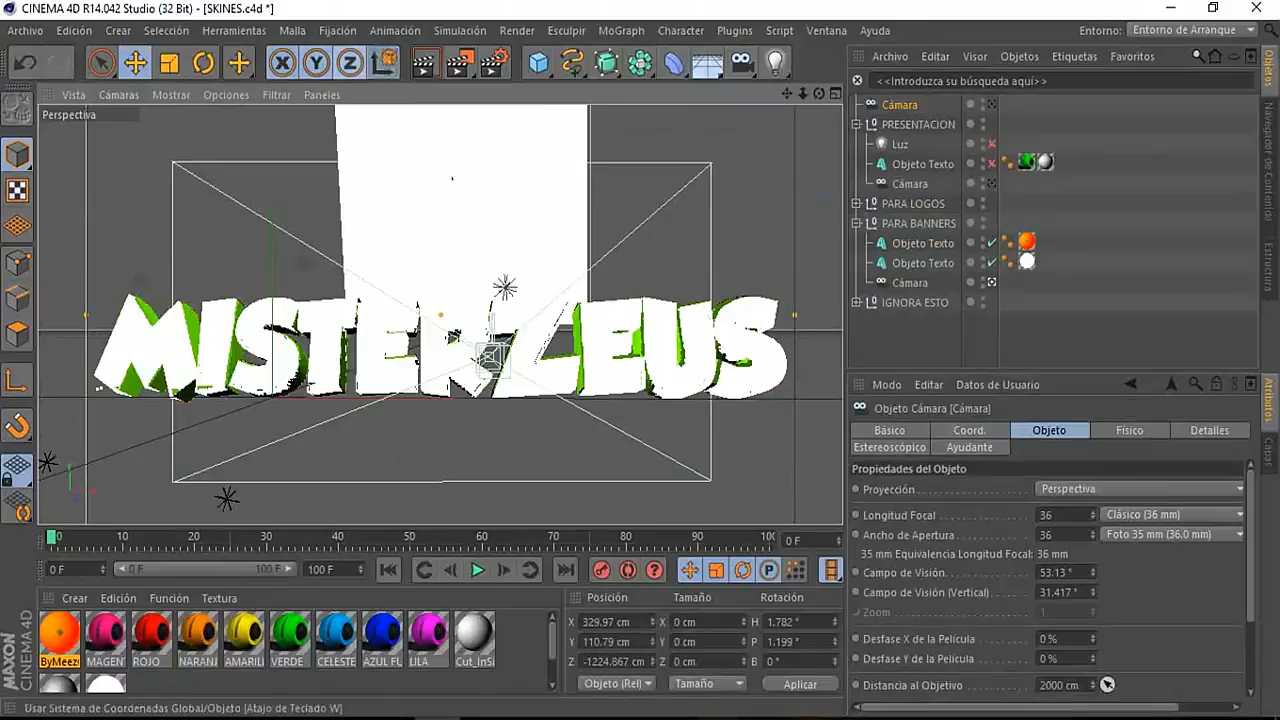 CINEMA 4D R14.042 Studio (32 Bit) - [SKINES.c4d *]
Archivo Edición Crear Selección Herramientas Malla Fijación Animación Simulación Render Esculpir MoGraph Character Plugins Script Ventana Ayuda Entorno: Entorno de Arranque
X Y Z
Archivo Editar Visor Objetos Etiquetas Favoritos
<<Introduzca su búsqueda aquí>>
Vista Cámaras Mostrar Opciones Filtrar Paneles
Perspectiva
MISTER LEUS
Cámara
PRESENTACION
Luz
Objeto Texto
Cámara
PARA LOGOS
PARA BANNERS
Objeto Texto
Objeto Texto
Cámara
IGNORA ESTO
Objetos
Navegador de Contenido
Estructura
Modo Editar Datos de Usuario
Objeto Cámara [Cámara]
Básico Coord. Objeto Físico Detalles
Estereoscópico Ayudante
Propiedades del Objeto
Proyección Perspectiva
Longitud Focal 36 Clásico (36 mm)
Ancho de Apertura 36 Foto 35 mm (36.0 mm)
35 mm Equivalencia Longitud Focal: 36 mm
Campo de Visión 53.13 °
Campo de Visión (Vertical) 31.417 °
Zoom 1
Desfase X de la Película 0 %
Desfase Y de la Película 0 %
Distancia al Objetivo 2000 cm
Atributos
Capas
0 10 20 30 40 50 60 70 80 90 10( 0 F
0 F 0 F 100 F 100 F
Crear Edición Función Textura
ByMeez MAGEN ROJO NARANJ AMARIL VERDE CELESTE AZUL FU LILA Cut_InSi
Posición Tamaño Rotación
X 329.97 cm X 0 cm H 1.782 °
Y 110.79 cm Y 0 cm P 1.199 °
Z -1224.867 cm Z 0 cm B 0 °
Objeto (Rel) Tamaño Aplicar
MAXON
CINEMA4D
Usar Sistema de Coordenadas Global/Objeto [Atajo de Teclado W]